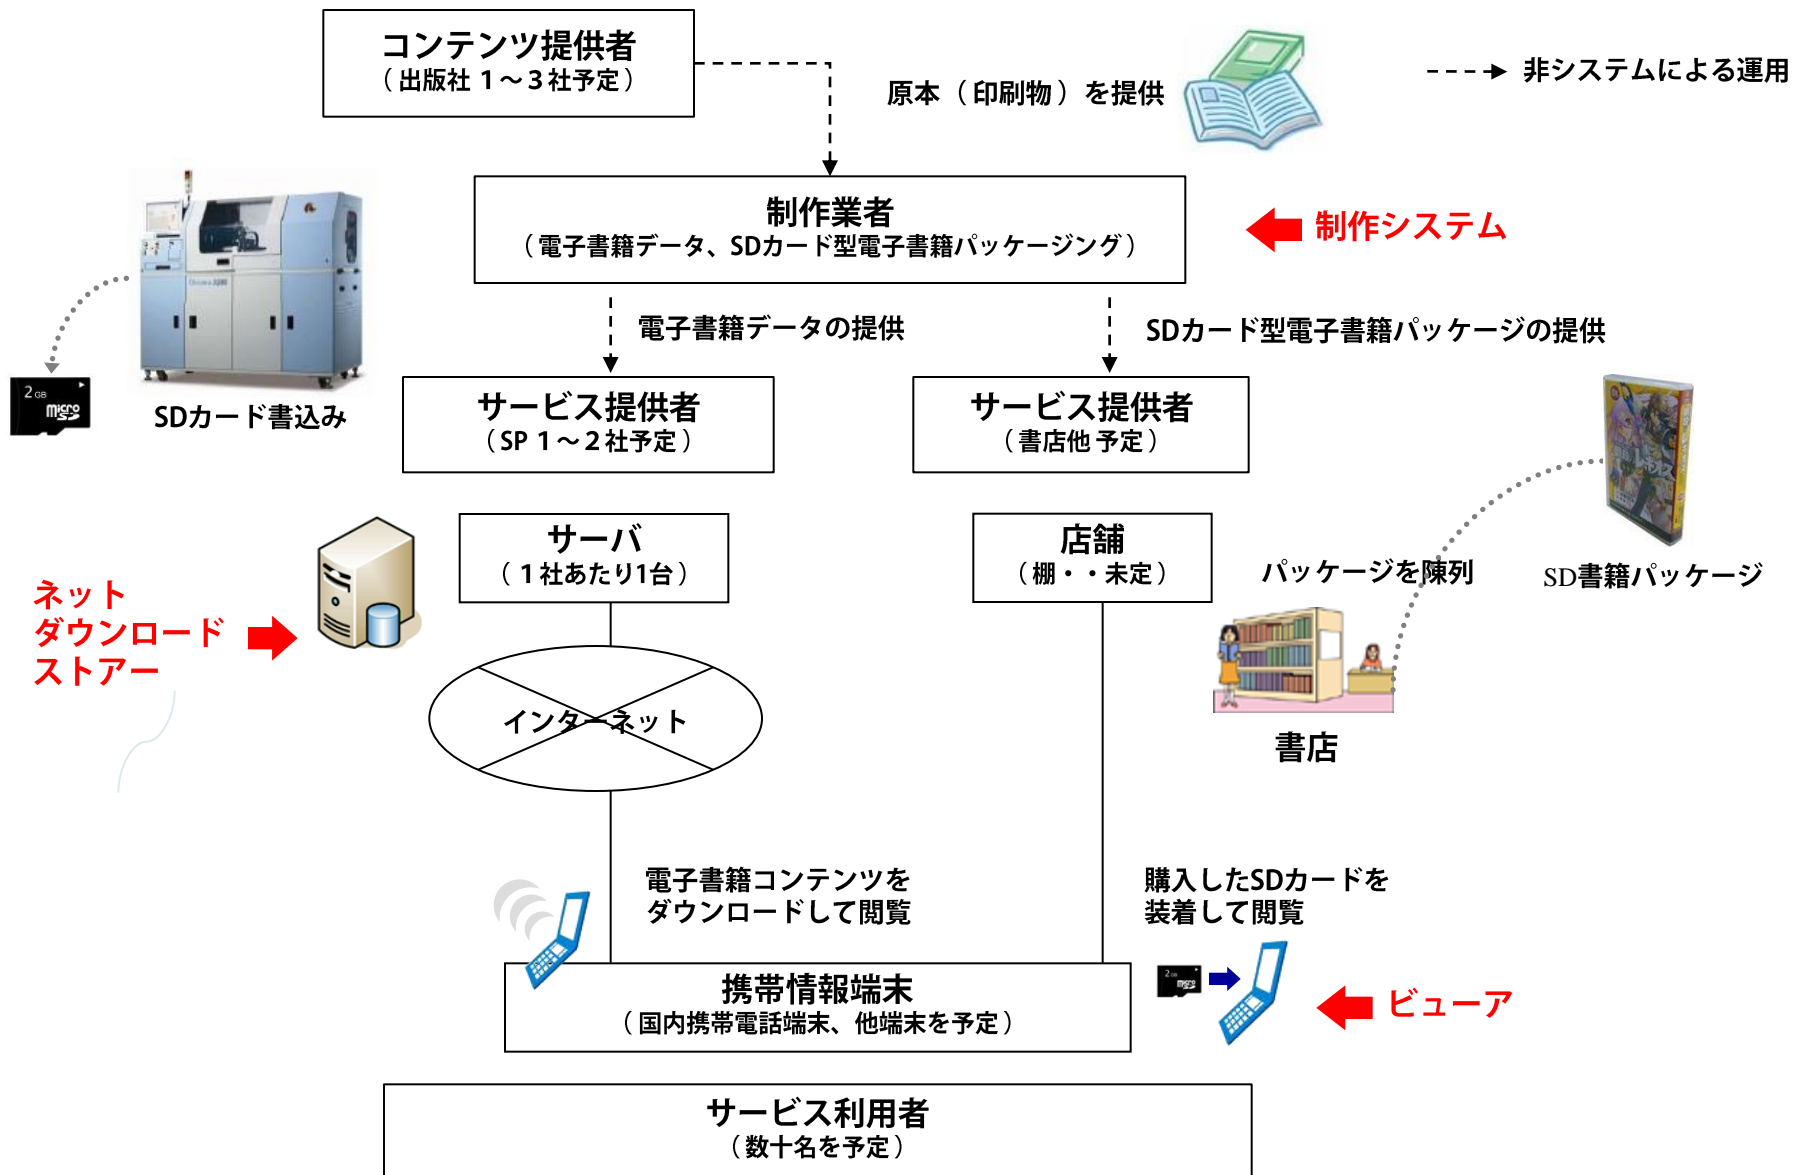 コンテンツ提供者
（出版社 １～３社予定）
原本（印刷物）を提供
非システムによる運用
制作業者
（電子書籍データ、SDカード型電子書籍パッケージング）
制作システム
電子書籍データの提供
SDカード型電子書籍パッケージの提供
2 GB
micro
SD
SDカード書込み
サービス提供者
（SP １～２社予定）
サービス提供者
（書店他 予定）
サーバ
（１社あたり1台）
店舗
（棚・・未定）
パッケージを陳列
SD書籍パッケージ
ネット
ダウンロード
ストアー
インターネット
書店
電子書籍コンテンツを
ダウンロードして閲覧
購入したSDカードを
装着して閲覧
携帯情報端末
（国内携帯電話端末、他端末を予定）
2 GB
micro
ビューア
サービス利用者
（数十名を予定）